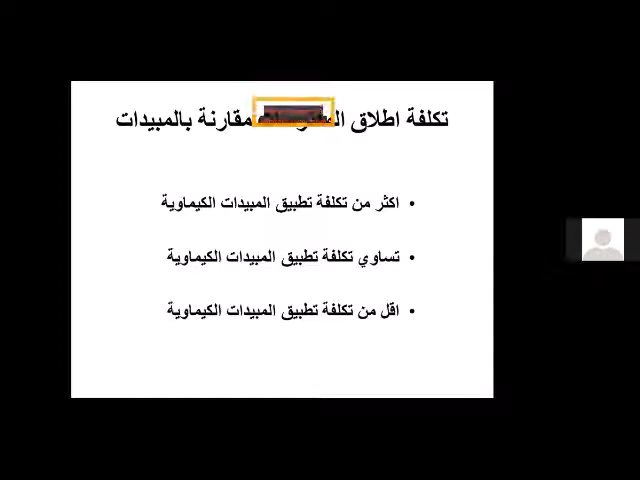 تكلفة اطلاق مقارنة بالمبيدات
• اكثر من تكلفة تطبيق المبيدات الكيماوية
• تساوي تكلفة تطبيق المبيدات الكيماوية
• اقل من تكلفة تطبيق المبيدات الكيماوية